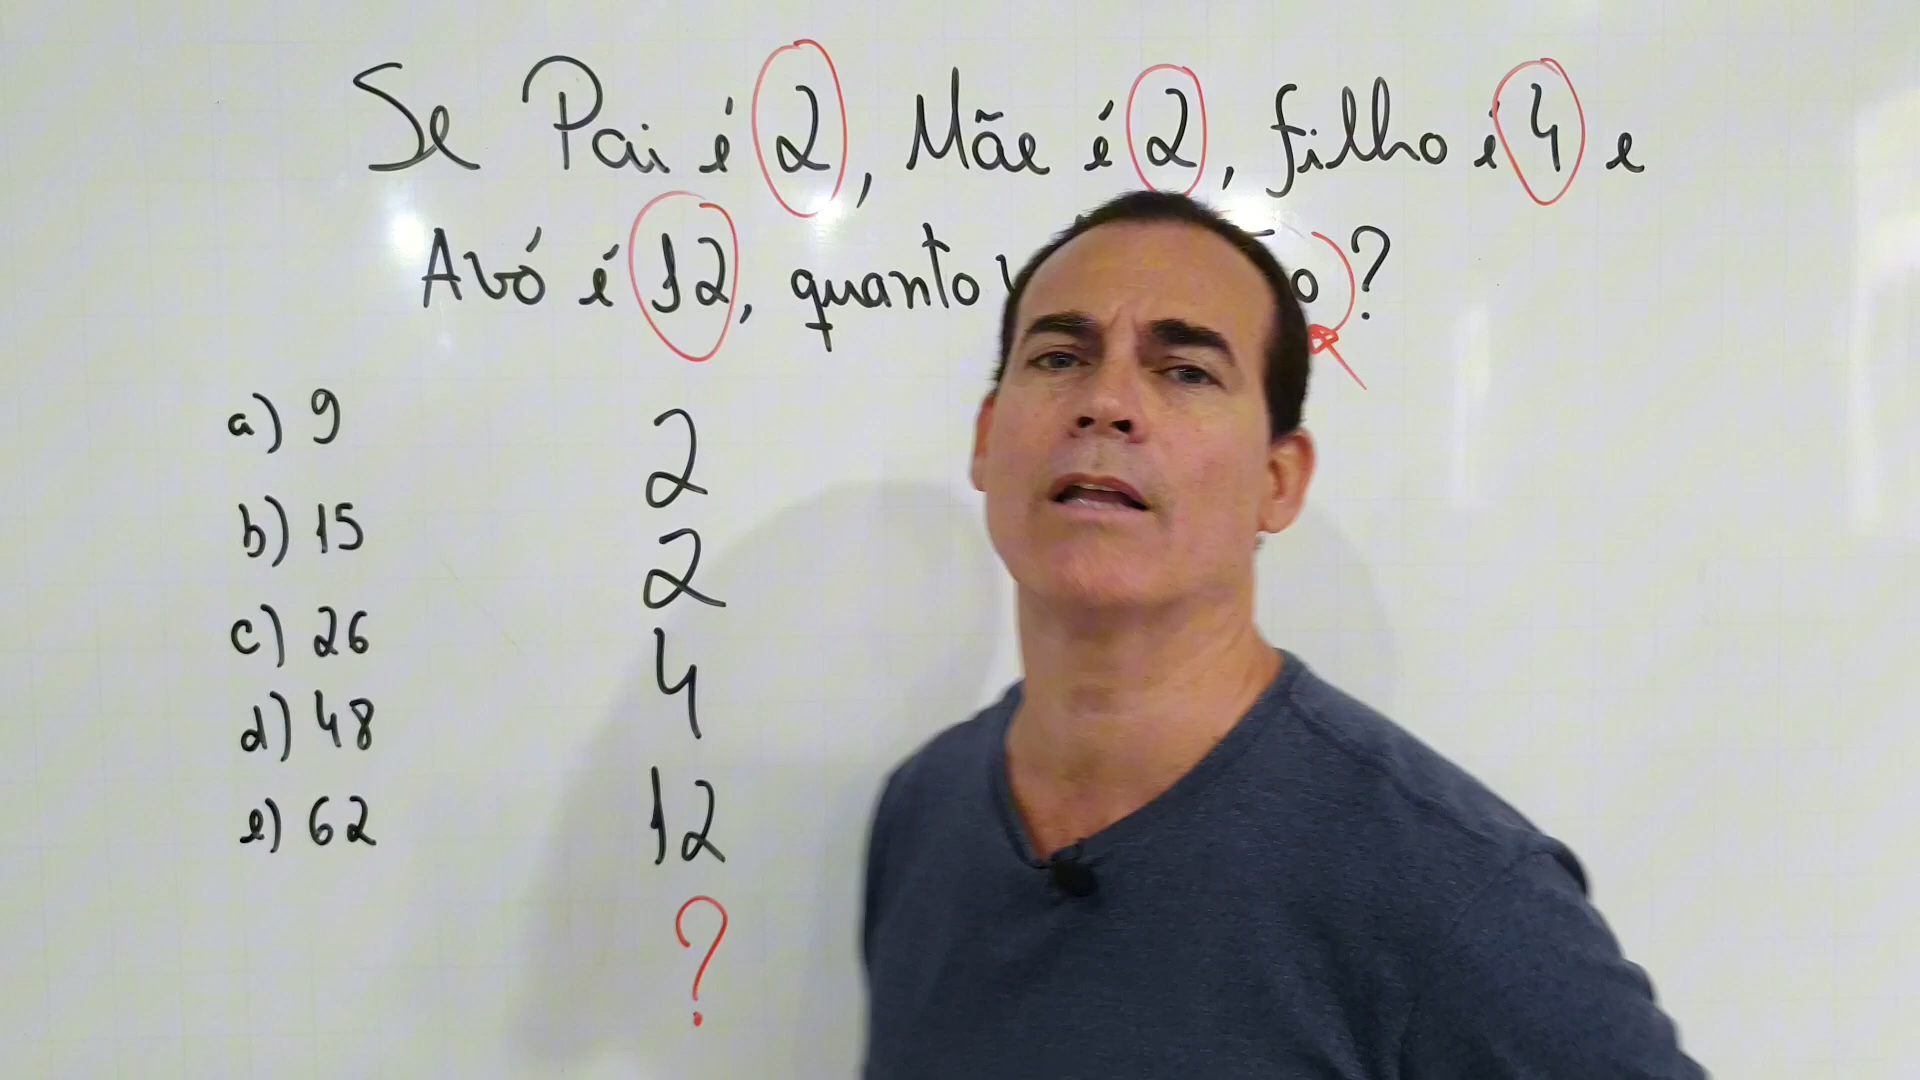 Se Pai é 2, Mãe é 2, filho é 4 e
Avó é 12, quanto ?
a) 9
b) 15
c) 26
d) 48
e) 62
2
2
4
12
?